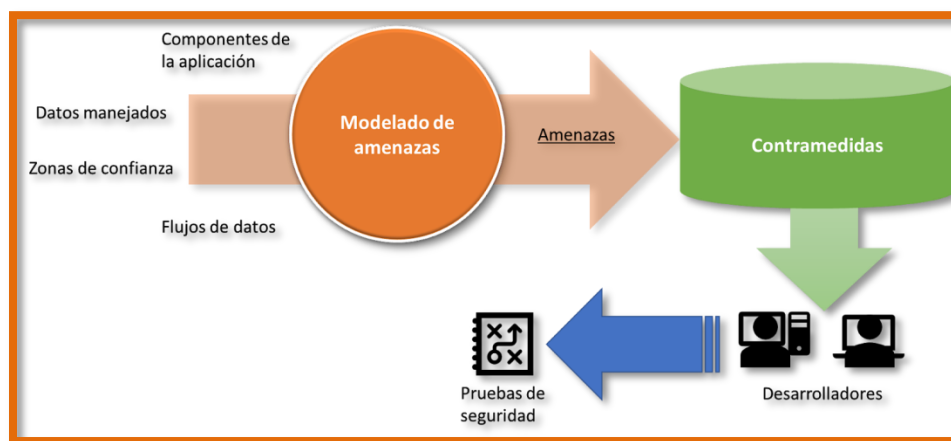 Componentes de
la aplicación
Datos manejados
Zonas de confianza
Flujos de datos
Modelado de
amenazas
Amenazas
Contramedidas
Desarrolladores
Pruebas de
seguridad